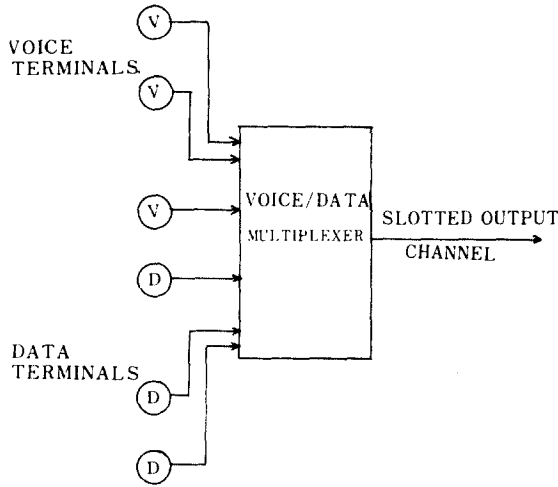 V
VOICE
TERMINALS.
V
V
VOICE/DATA
MULTIPLEXER
SLOTTED OUTPUT
CHANNEL
D
DATA
TERMINALS
D
D